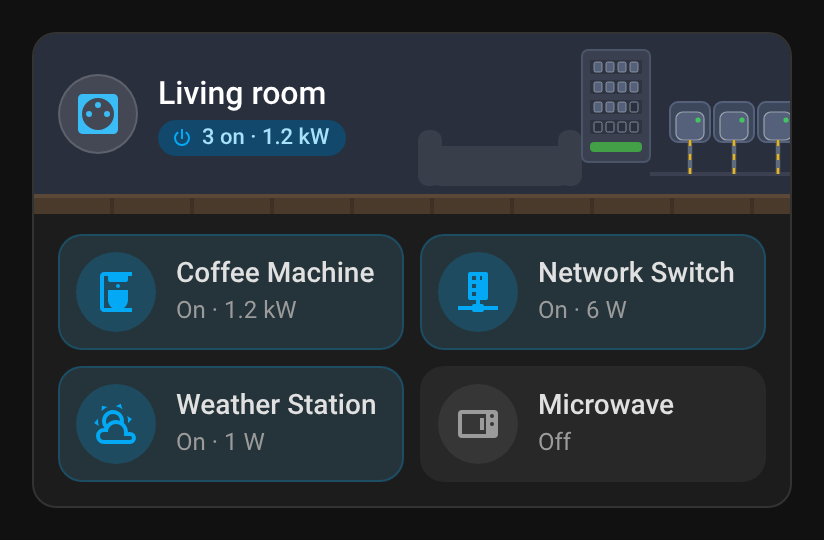 Living room
3 on · 1.2 kW
Coffee Machine
On · 1.2 kW
Network Switch
On · 6 W
Weather Station
On · 1 W
Microwave
Off